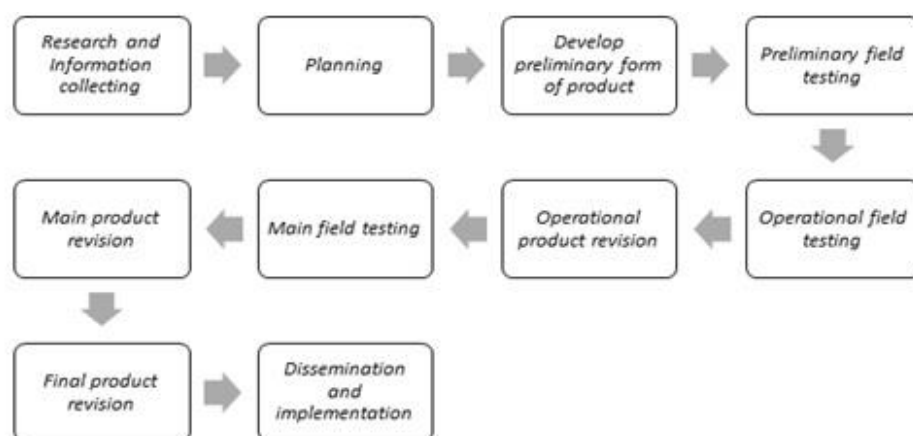 Research and
Information
collecting
Planning
Develop
preliminary form
of product
Preliminary field
testing
Operational field
testing
Operational
product revision
Main field testing
Main product
revision
Final product
revision
Dissemination
and
implementation